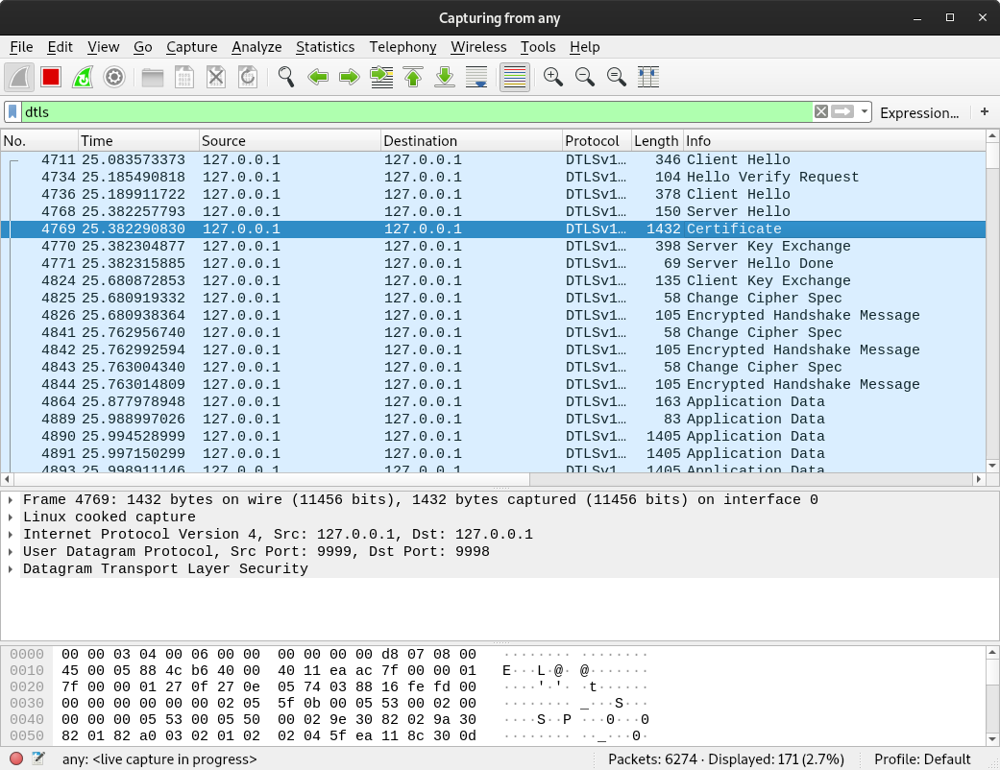 Capturing from any
File Edit View Go Capture Analyze Statistics Telephony Wireless Tools Help
dtls Expression... +
No. Time Source Destination Protocol Length Info
4711 25.083573373 127.0.0.1 127.0.0.1 DTLSv1… 346 Client Hello
4734 25.185490818 127.0.0.1 127.0.0.1 DTLSv1… 104 Hello Verify Request
4736 25.189911722 127.0.0.1 127.0.0.1 DTLSv1… 378 Client Hello
4768 25.382257793 127.0.0.1 127.0.0.1 DTLSv1… 150 Server Hello
4769 25.382290830 127.0.0.1 127.0.0.1 DTLSv1… 1432 Certificate
4770 25.382304877 127.0.0.1 127.0.0.1 DTLSv1… 398 Server Key Exchange
4771 25.382315885 127.0.0.1 127.0.0.1 DTLSv1… 69 Server Hello Done
4824 25.680872853 127.0.0.1 127.0.0.1 DTLSv1… 135 Client Key Exchange
4825 25.680919332 127.0.0.1 127.0.0.1 DTLSv1… 58 Change Cipher Spec
4826 25.680938364 127.0.0.1 127.0.0.1 DTLSv1… 105 Encrypted Handshake Message
4841 25.762956740 127.0.0.1 127.0.0.1 DTLSv1… 58 Change Cipher Spec
4842 25.762992594 127.0.0.1 127.0.0.1 DTLSv1… 105 Encrypted Handshake Message
4843 25.763004340 127.0.0.1 127.0.0.1 DTLSv1… 58 Change Cipher Spec
4844 25.763014809 127.0.0.1 127.0.0.1 DTLSv1… 105 Encrypted Handshake Message
4864 25.877978948 127.0.0.1 127.0.0.1 DTLSv1… 163 Application Data
4889 25.988997026 127.0.0.1 127.0.0.1 DTLSv1… 83 Application Data
4890 25.994528999 127.0.0.1 127.0.0.1 DTLSv1… 1405 Application Data
4891 25.997150299 127.0.0.1 127.0.0.1 DTLSv1… 1405 Application Data
4893 25.998911146 127.0.0.1 127.0.0.1 DTLSv1… 1405 Application Data
Frame 4769: 1432 bytes on wire (11456 bits), 1432 bytes captured (11456 bits) on interface 0
Linux cooked capture
Internet Protocol Version 4, Src: 127.0.0.1, Dst: 127.0.0.1
User Datagram Protocol, Src Port: 9999, Dst Port: 9998
Datagram Transport Layer Security
0000 00 00 03 04 00 06 00 00 00 00 00 00 d8 07 08 00 ········ ········
0010 45 00 05 88 4c b6 40 00 40 11 ea ac 7f 00 00 01 E···L·@· @·······
0020 7f 00 00 01 27 0f 27 0e 05 74 03 88 16 fe fd 00 ····'·'· ·t······
0030 00 00 00 00 00 00 02 05 5f 0b 00 05 53 00 02 00 ········ _···S···
0040 00 00 00 05 53 00 05 50 00 02 9e 30 82 02 9a 30 ····S··P ···0···0
0050 82 01 82 a0 03 02 01 02 02 04 5f ea 11 8c 30 0d ········ ··_···0·
any: <live capture in progress> Packets: 6274 · Displayed: 171 (2.7%) Profile: Default